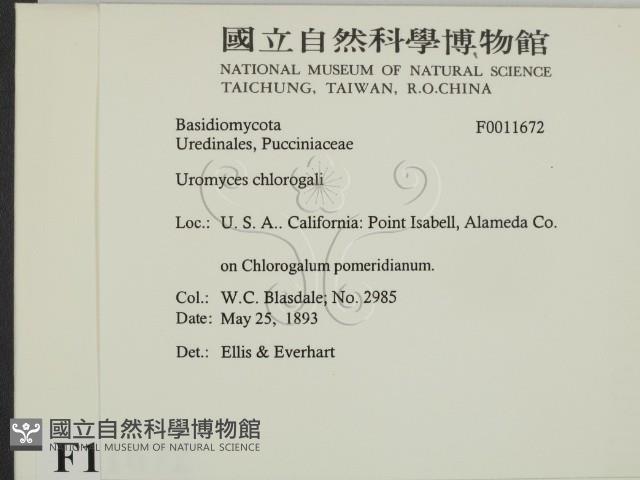 國立自然科學博物館
NATIONAL MUSEUM OF NATURAL SCIENCE
TAICHUNG, TAIWAN, R.O.CHINA
Basidiomycota F0011672
Uredinales, Pucciniaceae
Uromyces chlorogali
Loc.: U. S. A.. California: Point Isabell, Alameda Co.
on Chlorogalum pomeridianum.
Col.: W.C. Blasdale; No. 2985
Date: May 25, 1893
Det.: Ellis & Everhart
國立自然科學博物館
NATIONAL MUSEUM OF NATURAL SCIENCE
F1